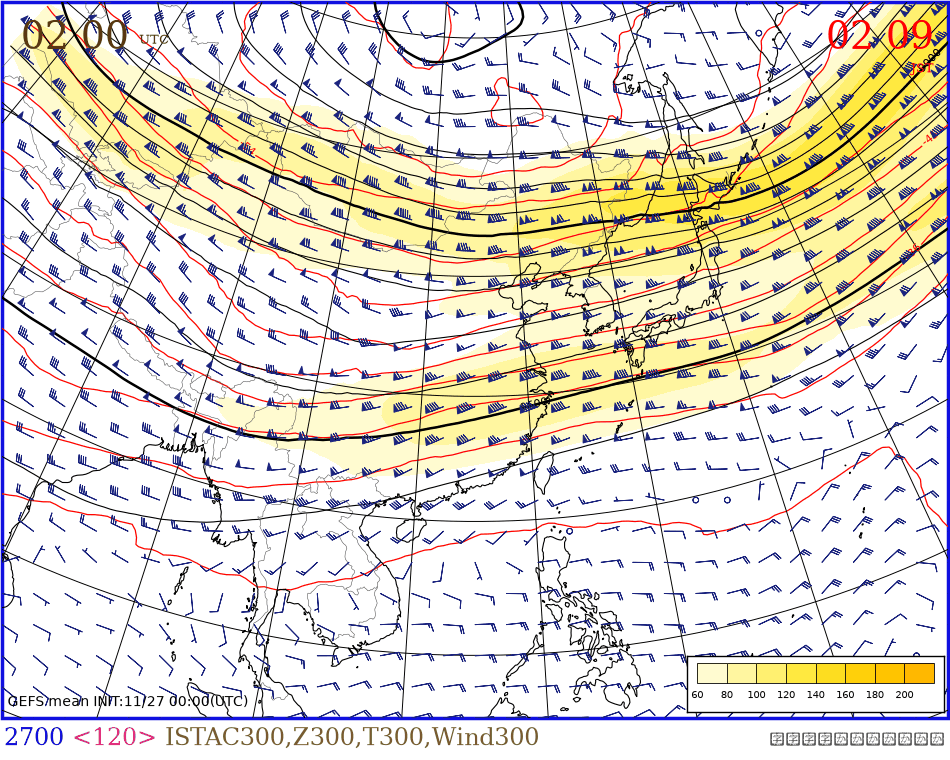 02 00 UTC
02 09
60 80 100 120 140 160 180 200
GEFS/mean INIT:11/27 00:00(UTC)
2700 <120> ISTAC300,Z300,T300,Wind300